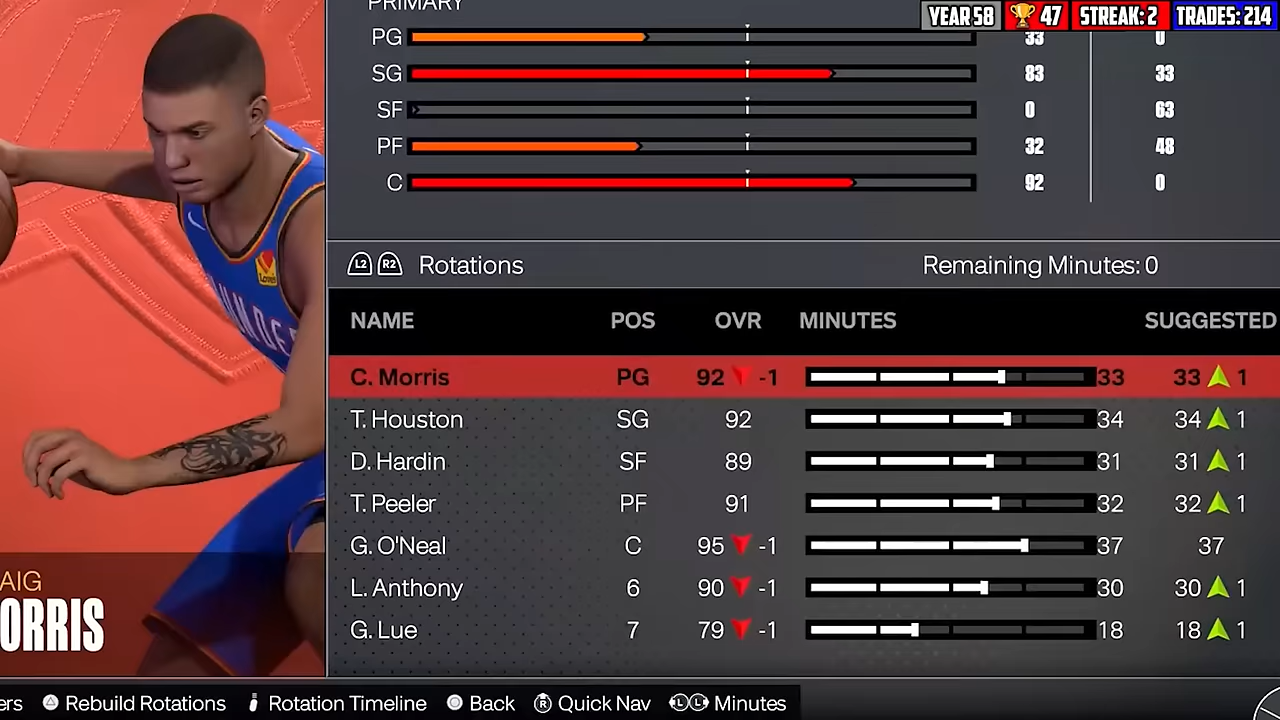 PRIMARY
YEAR 58 47 STREAK: 2 TRADES: 214
PG 33 0
SG 83 33
SF 0 63
PF 32 48
C 92 0
L2 R2 Rotations Remaining Minutes: 0
NAME POS OVR MINUTES SUGGESTED
C. Morris PG 92 -1 33 33 1
T. Houston SG 92 34 34 1
D. Hardin SF 89 31 31 1
T. Peeler PF 91 32 32 1
G. O'Neal C 95 -1 37 37
L. Anthony 6 90 -1 30 30 1
G. Lue 7 79 -1 18 18 1
AIG
ORRIS
ers Rebuild Rotations Rotation Timeline Back R Quick Nav L L Minutes